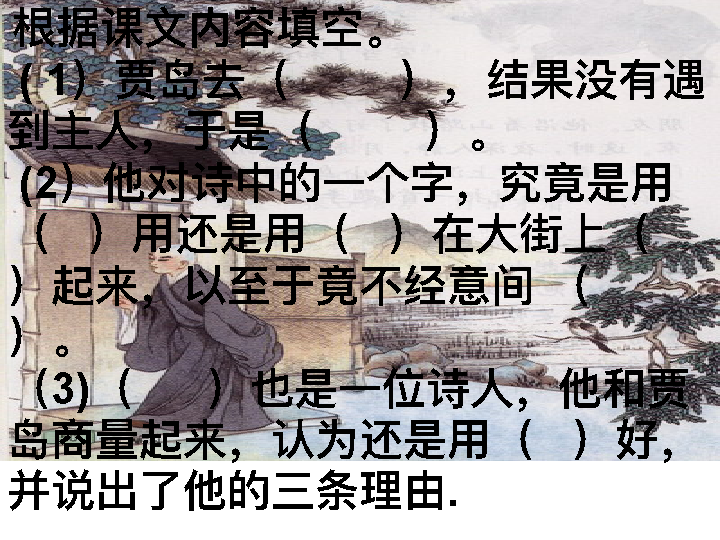 根据课文内容填空。
( 1）贾岛去（　　　），结果没有遇
到主人，于是（　　　）。
(2）他对诗中的一个字，究竟是用
（　）用还是用（　）在大街上（
）起来，以至于竟不经意间 （
）。
（3)（　　）也是一位诗人，他和贾
岛商量起来，认为还是用（　）好，
并说出了他的三条理由.